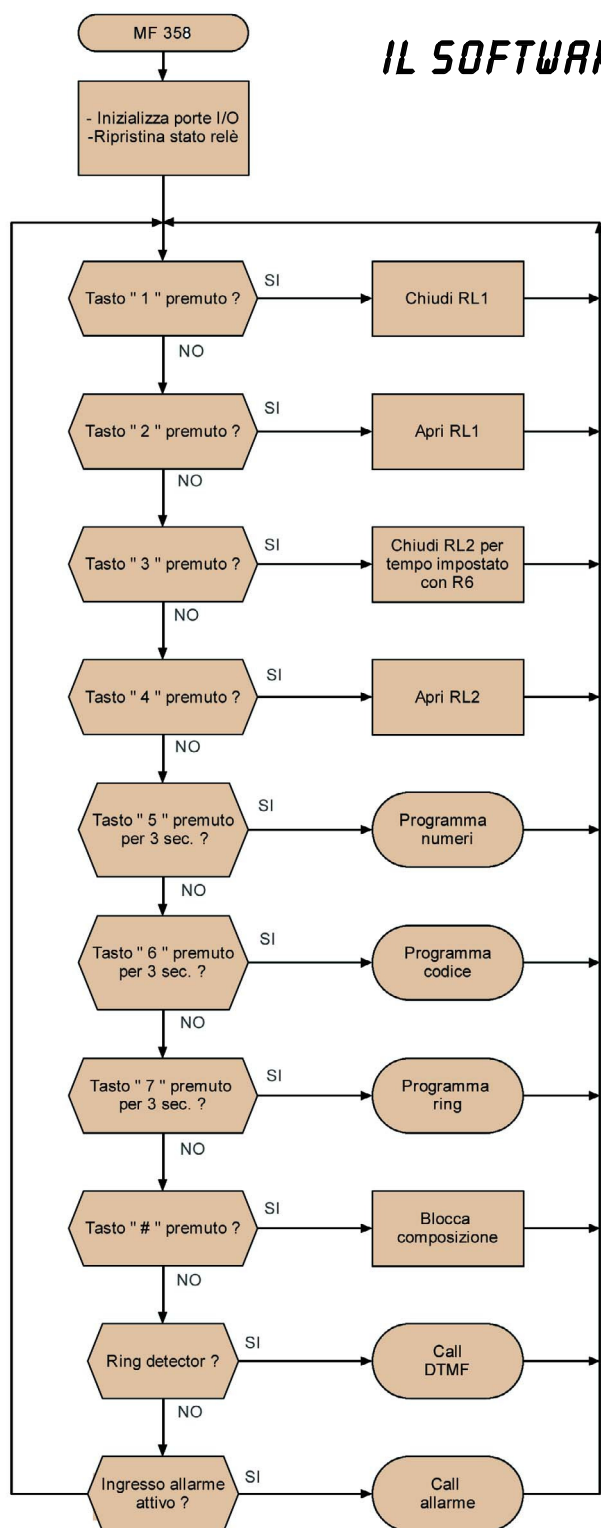 MF 358
IL SOFTWAR
- Inizializza porte I/O
-Ripristina stato relè
Tasto " 1 " premuto ?
SI
Chiudi RL1
NO
Tasto " 2 " premuto ?
SI
Apri RL1
NO
Tasto " 3 " premuto ?
SI
Chiudi RL2 per
tempo impostato
con R6
NO
Tasto " 4 " premuto ?
SI
Apri RL2
NO
Tasto " 5 " premuto
per 3 sec. ?
SI
Programma
numeri
NO
Tasto " 6 " premuto
per 3 sec. ?
SI
Programma
codice
NO
Tasto " 7 " premuto
per 3 sec. ?
SI
Programma
ring
NO
Tasto " # " premuto ?
SI
Blocca
composizione
NO
Ring detector ?
SI
Call
DTMF
NO
Ingresso allarme
attivo ?
SI
Call
allarme